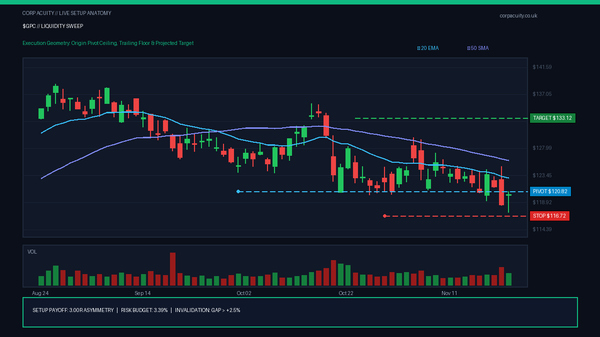 CORP ACUITY // LIVE SETUP ANATOMY
corpacuity.co.uk
$GPC // LIQUIDITY SWEEP
Execution Geometry: Origin Pivot Ceiling, Trailing Floor & Projected Target
20 EMA
50 SMA
$141.59
$137.05
TARGET $133.12
$127.99
$123.45
PIVOT $120.82
$118.92
STOP $116.72
$114.39
VOL
Aug 24 Sep 14 Oct 02 Oct 22 Nov 11
SETUP PAYOFF: 3.00R ASYMMETRY | RISK BUDGET: 3.39% | INVALIDATION: GAP > +2.5%